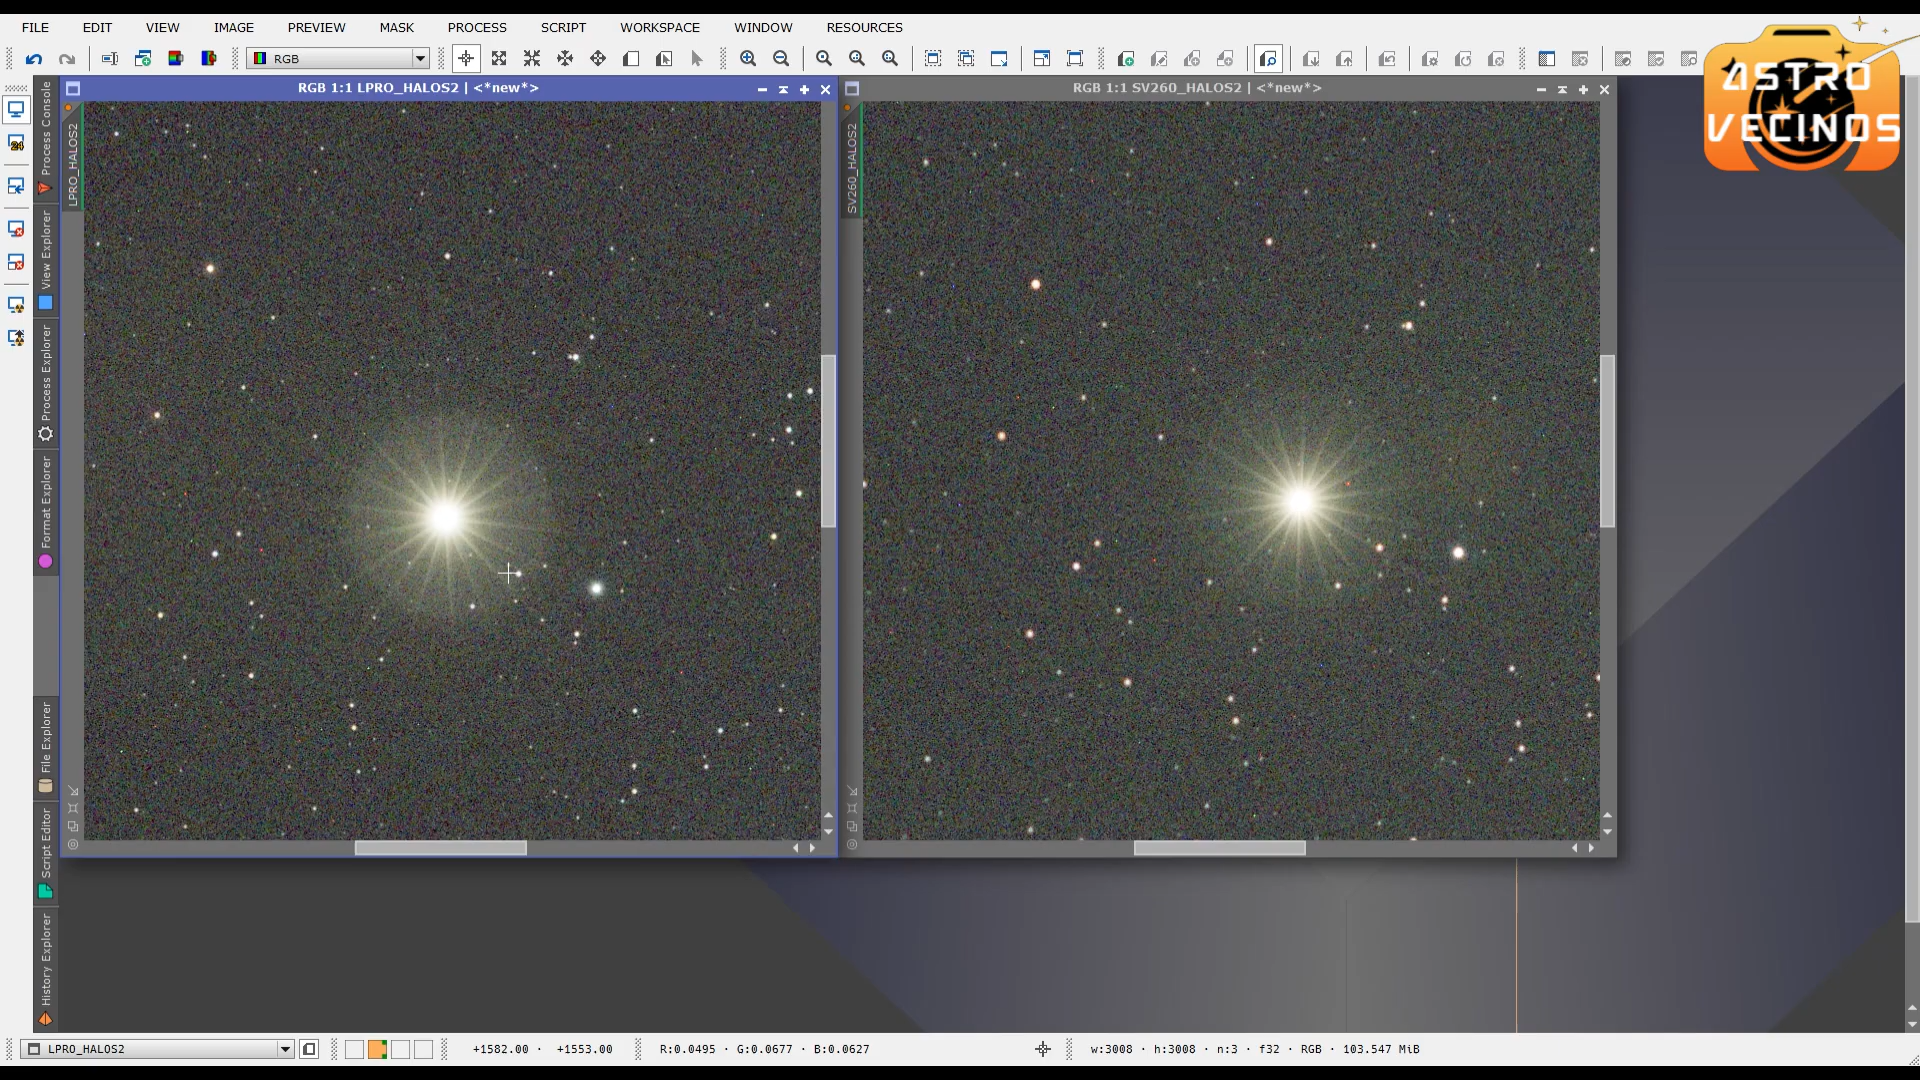 FILE EDIT VIEW IMAGE PREVIEW MASK PROCESS SCRIPT WORKSPACE WINDOW RESOURCES
RGB
ASTRO
VECINOS
RGB 1:1 LPRO_HALOS2 | <*new*>
RGB 1:1 SV260_HALOS2 | <*new*>
LPRO_HALOS2
SV260_HALOS2
24
Process Console
View Explorer
Process Explorer
Format Explorer
File Explorer
Script Editor
History Explorer
LPRO_HALOS2
+1582.00 · +1553.00
R:0.0495 · G:0.0677 · B:0.0627
w:3008 · h:3008 · n:3 · f32 · RGB · 103.547 MiB